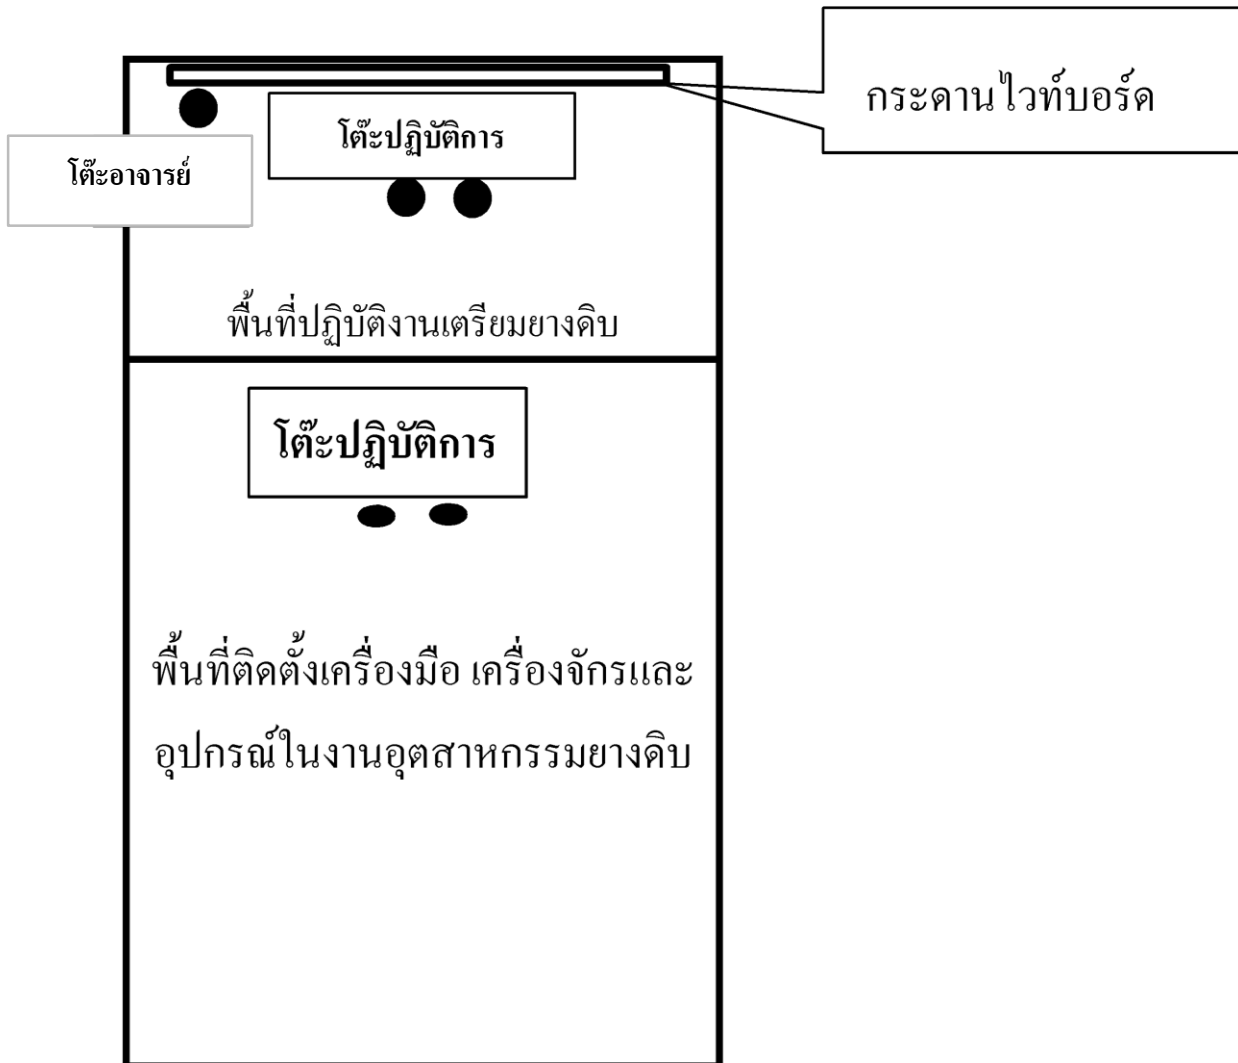 กระดานไวท์บอร์ด
โต๊ะปฏิบัติการ
โต๊ะอาจารย์
พื้นที่ปฏิบัติงานเตรียมยางดิบ
โต๊ะปฏิบัติการ
พื้นที่ติดตั้งเครื่องมือ เครื่องจักรและ
อุปกรณ์ในงานอุตสาหกรรมยางดิบ